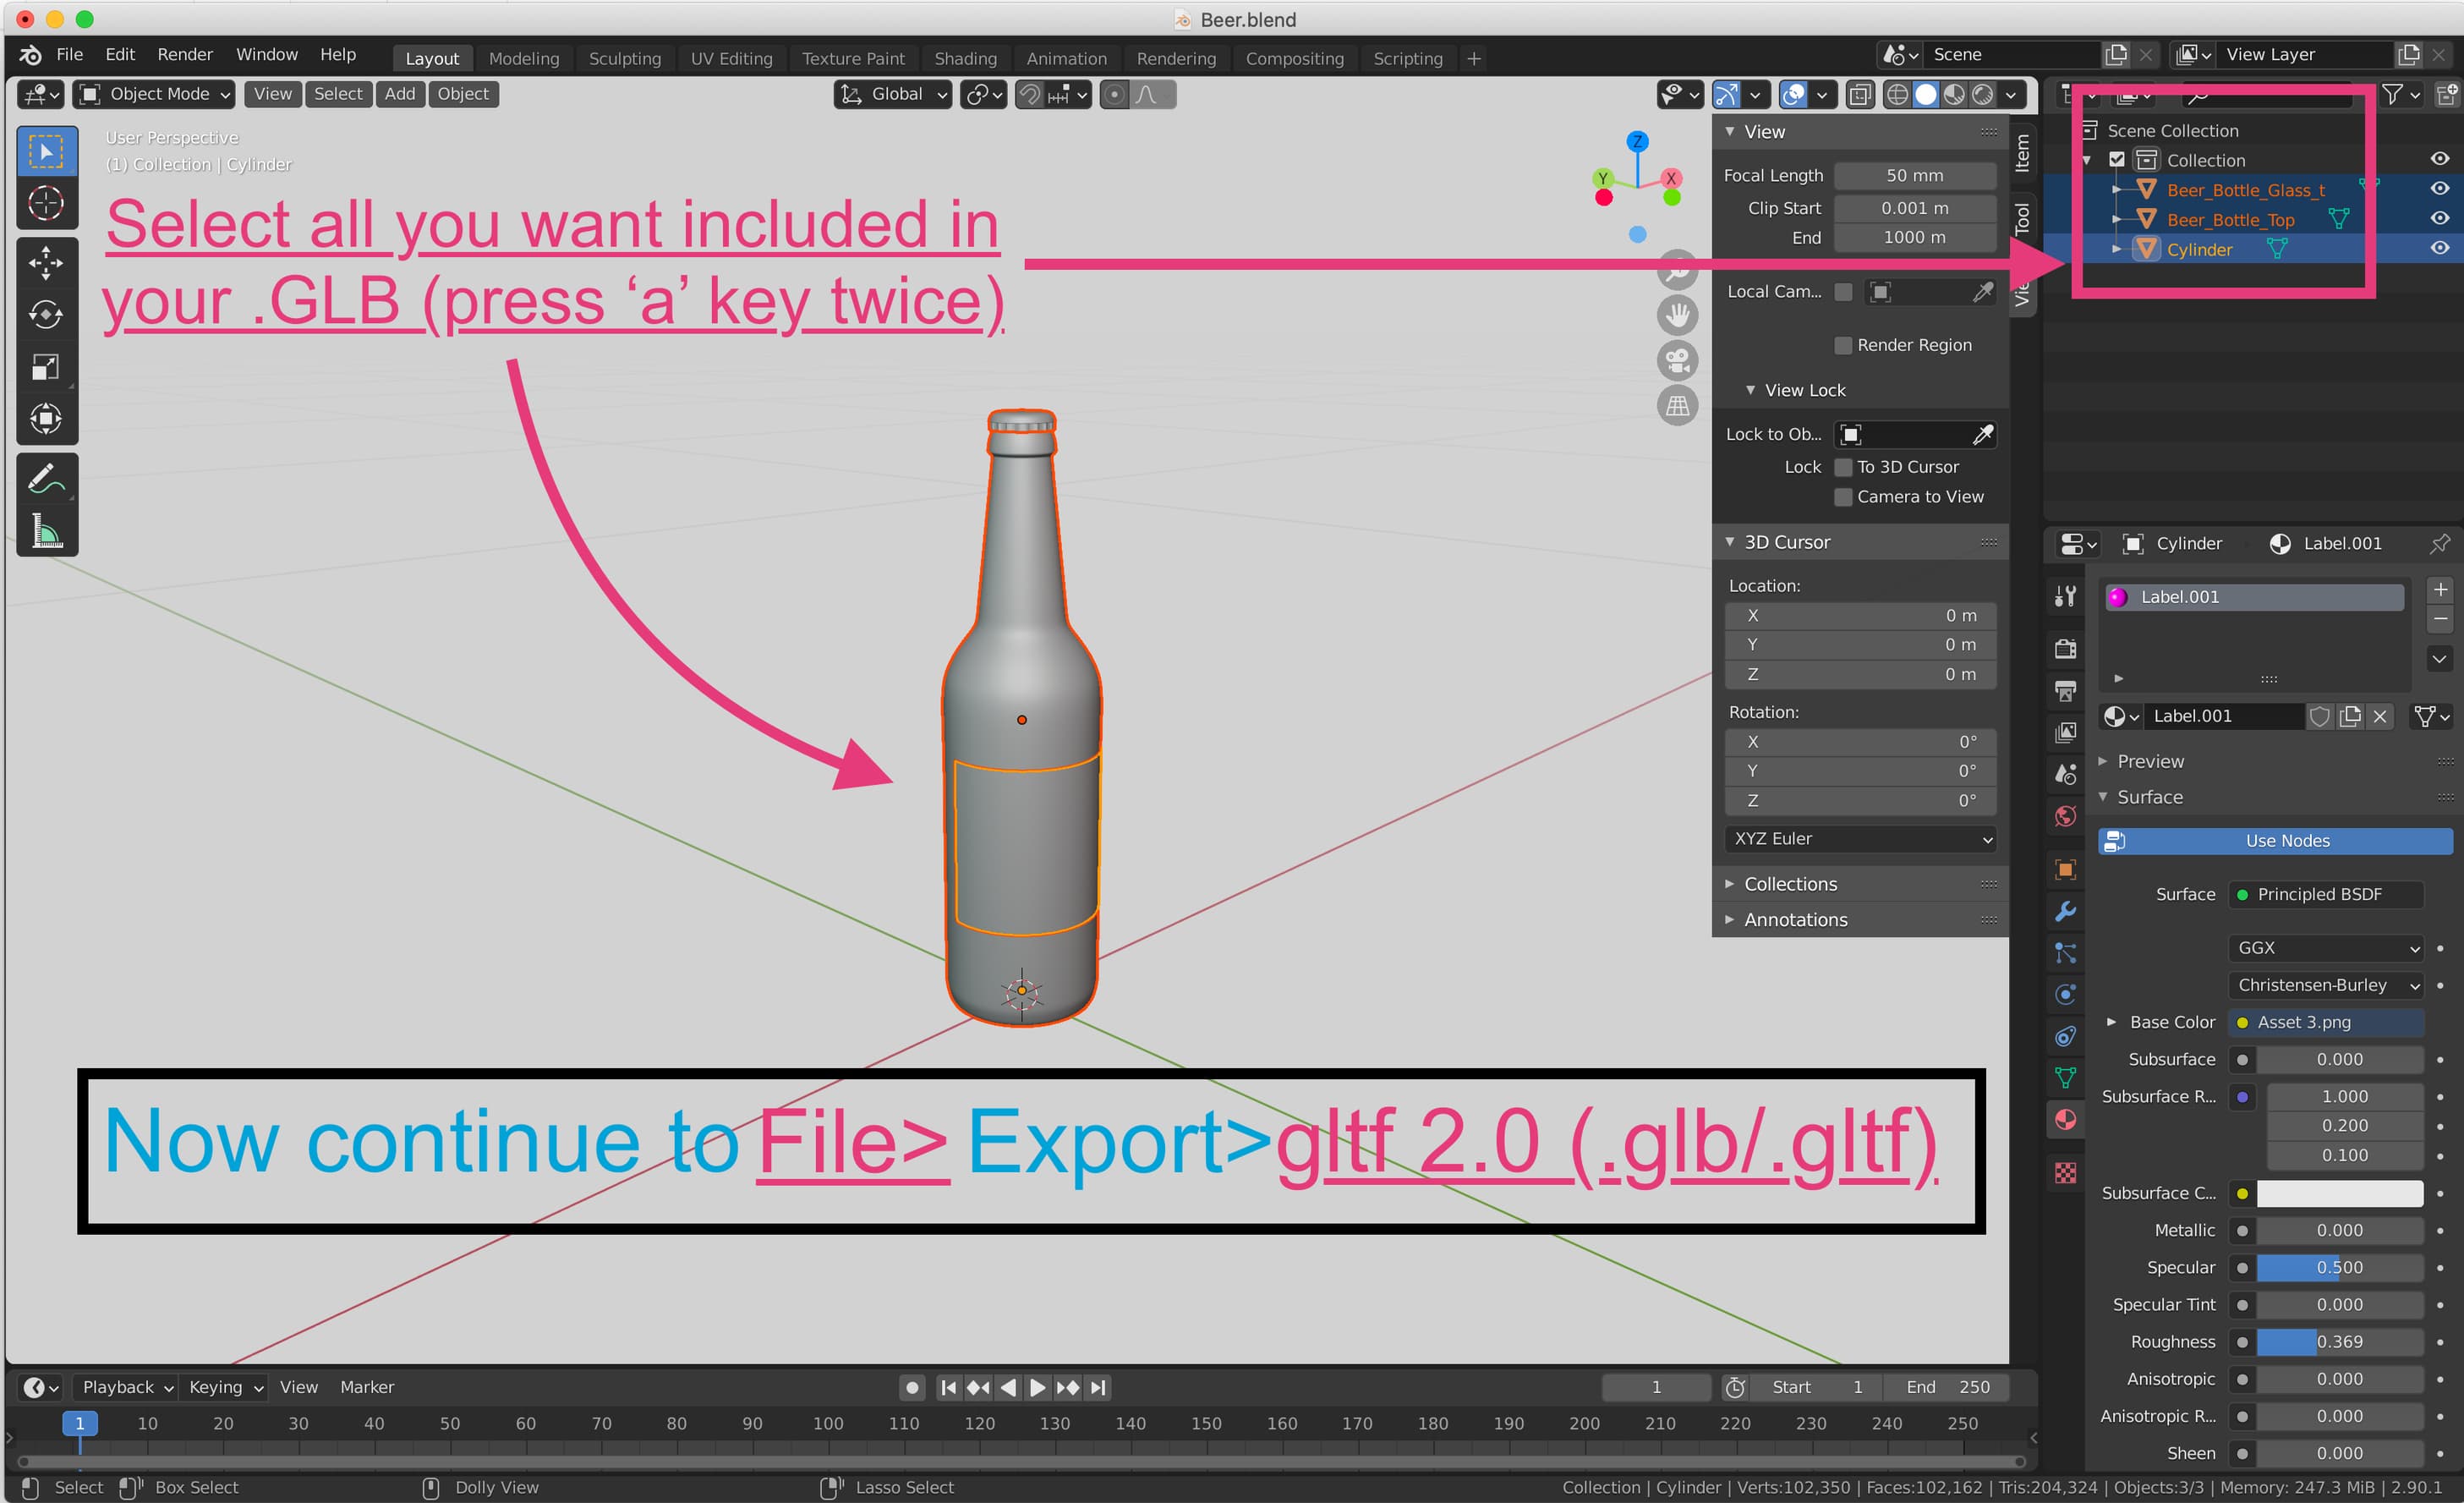 Beer.blend
File Edit Render Window Help Layout Modeling Sculpting UV Editing Texture Paint Shading Animation Rendering Compositing Scripting + Scene View Layer
Object Mode View Select Add Object Global
User Perspective
(1) Collection | Cylinder
Select all you want included in
your .GLB (press ‘a’ key twice)
Z
Y
X
View
Focal Length 50 mm
Clip Start 0.001 m
End 1000 m
Local Cam...
Render Region
View Lock
Lock to Ob...
Lock To 3D Cursor
Camera to View
3D Cursor
Location:
X 0 m
Y 0 m
Z 0 m
Rotation:
X 0°
Y 0°
Z 0°
XYZ Euler
Collections
Annotations
Item
Tool
Scene Collection
Collection
Beer_Bottle_Glass_t
Beer_Bottle_Top
Cylinder
Cylinder Label.001
Label.001
Label.001
Preview
Surface
Use Nodes
Surface Principled BSDF
GGX
Christensen-Burley
Base Color Asset 3.png
Subsurface 0.000
Subsurface R... 1.000
0.200
0.100
Subsurface C...
Metallic 0.000
Specular 0.500
Specular Tint 0.000
Roughness 0.369
Anisotropic 0.000
Anisotropic R... 0.000
Sheen 0.000
Now continue to File> Export>gltf 2.0 (.glb/.gltf)
Playback Keying View Marker 1 Start 1 End 250
1 10 20 30 40 50 60 70 80 90 100 110 120 130 140 150 160 170 180 190 200 210 220 230 240 250
Select Box Select Dolly View Lasso Select Collection | Cylinder | Verts:102,350 | Faces:102,162 | Tris:204,324 | Objects:3/3 | Memory: 247.3 MiB | 2.90.1